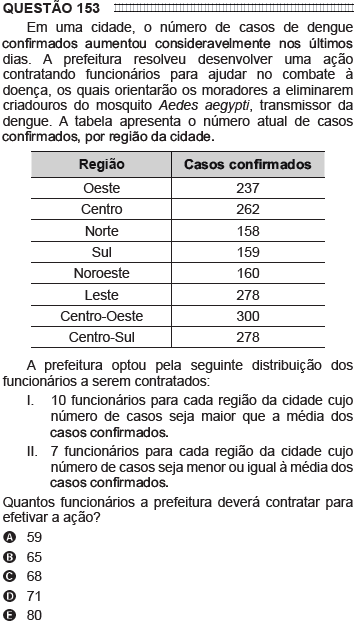 QUESTÃO 153
Em uma cidade, o número de casos de dengue
confirmados aumentou consideravelmente nos últimos
dias. A prefeitura resolveu desenvolver uma ação
contratando funcionários para ajudar no combate à
doença, os quais orientarão os moradores a eliminarem
criadouros do mosquito Aedes aegypti, transmissor da
dengue. A tabela apresenta o número atual de casos
confirmados, por região da cidade.
Região Casos confirmados
Oeste 237
Centro 262
Norte 158
Sul 159
Noroeste 160
Leste 278
Centro-Oeste 300
Centro-Sul 278
A prefeitura optou pela seguinte distribuição dos
funcionários a serem contratados:
I. 10 funcionários para cada região da cidade cujo
número de casos seja maior que a média dos
casos confirmados.
II. 7 funcionários para cada região da cidade cujo
número de casos seja menor ou igual à média dos
casos confirmados.
Quantos funcionários a prefeitura deverá contratar para
efetivar a ação?
A 59
B 65
C 68
D 71
E 80